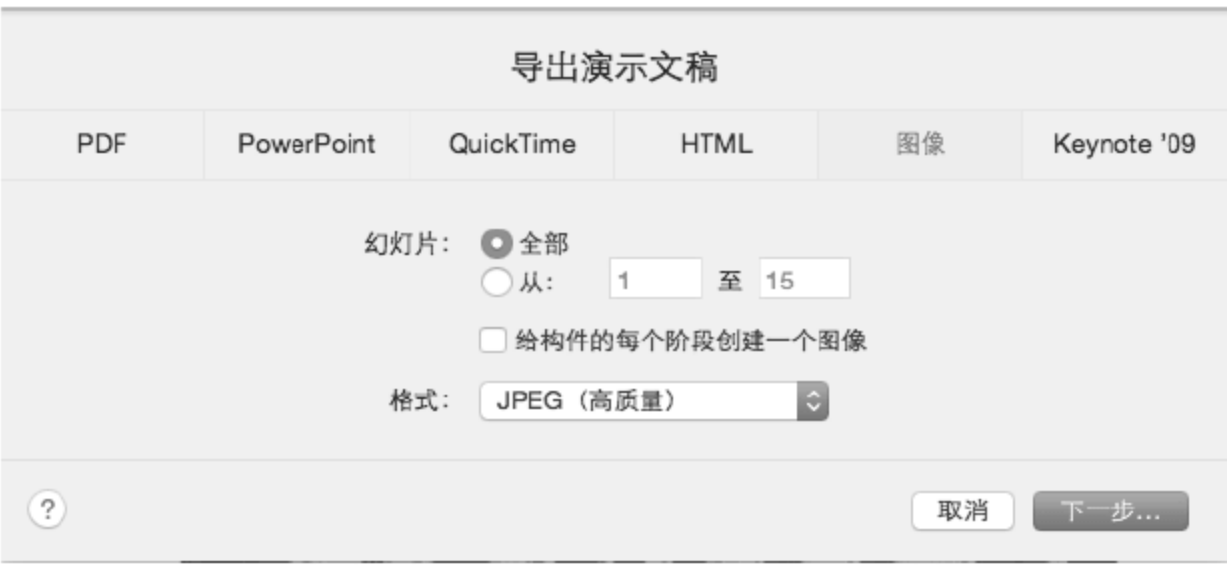 导出演示文稿
PDF PowerPoint QuickTime HTML 图像 Keynote '09
幻灯片: 全部
从: 1 至 15
给构件的每个阶段创建一个图像
格式: JPEG（高质量）
? 取消 下一步...